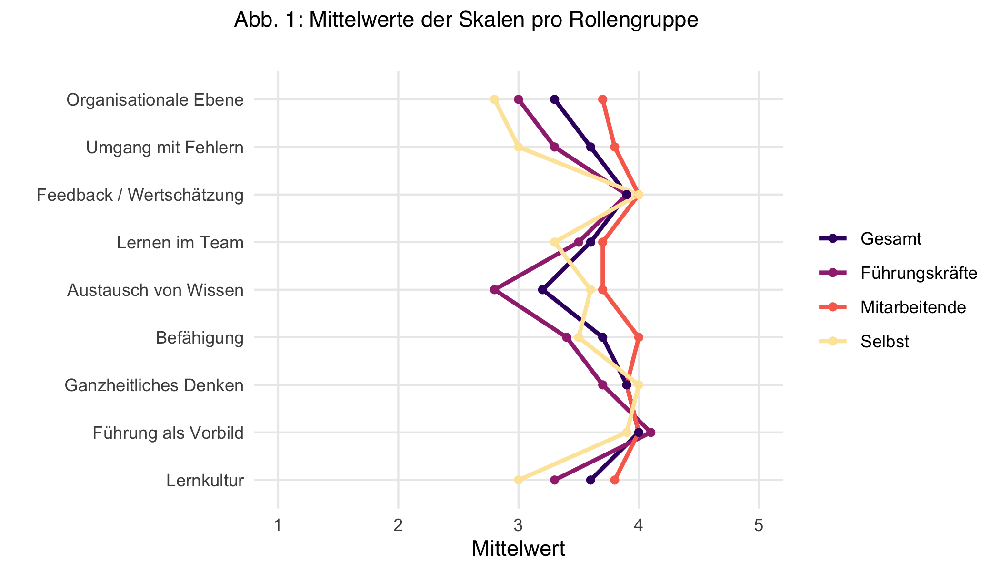 Abb. 1: Mittelwerte der Skalen pro Rollengruppe
Organisationale Ebene
Umgang mit Fehlern
Feedback / Wertschätzung
Lernen im Team
Austausch von Wissen
Befähigung
Ganzheitliches Denken
Führung als Vorbild
Lernkultur
1 2 3 4 5
Mittelwert
Gesamt
Führungskräfte
Mitarbeitende
Selbst